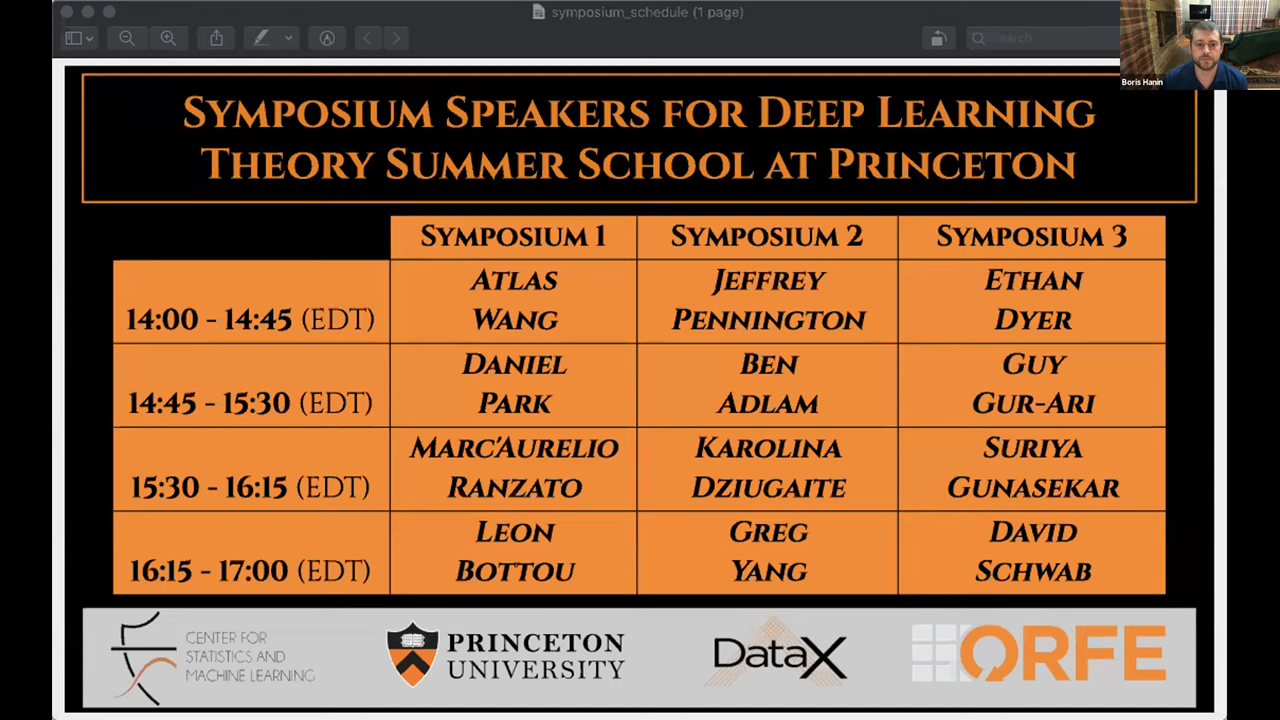 symposium_schedule (1 page)
Search
Boris Hanin
SYMPOSIUM SPEAKERS FOR DEEP LEARNING
THEORY SUMMER SCHOOL AT PRINCETON
SYMPOSIUM 1 SYMPOSIUM 2 SYMPOSIUM 3
ATLAS JEFFREY ETHAN
14:00 - 14:45 (EDT) WANG PENNINGTON DYER
DANIEL BEN GUY
14:45 - 15:30 (EDT) PARK ADLAM GUR-ARI
MARC'AURELIO KAROLINA SURIYA
15:30 - 16:15 (EDT) RANZATO DZIUGAITE GUNASEKAR
LEON GREG DAVID
16:15 - 17:00 (EDT) BOTTOU YANG SCHWAB
CENTER FOR
STATISTICS AND
MACHINE LEARNING
PRINCETON
UNIVERSITY
DataX
ORFE